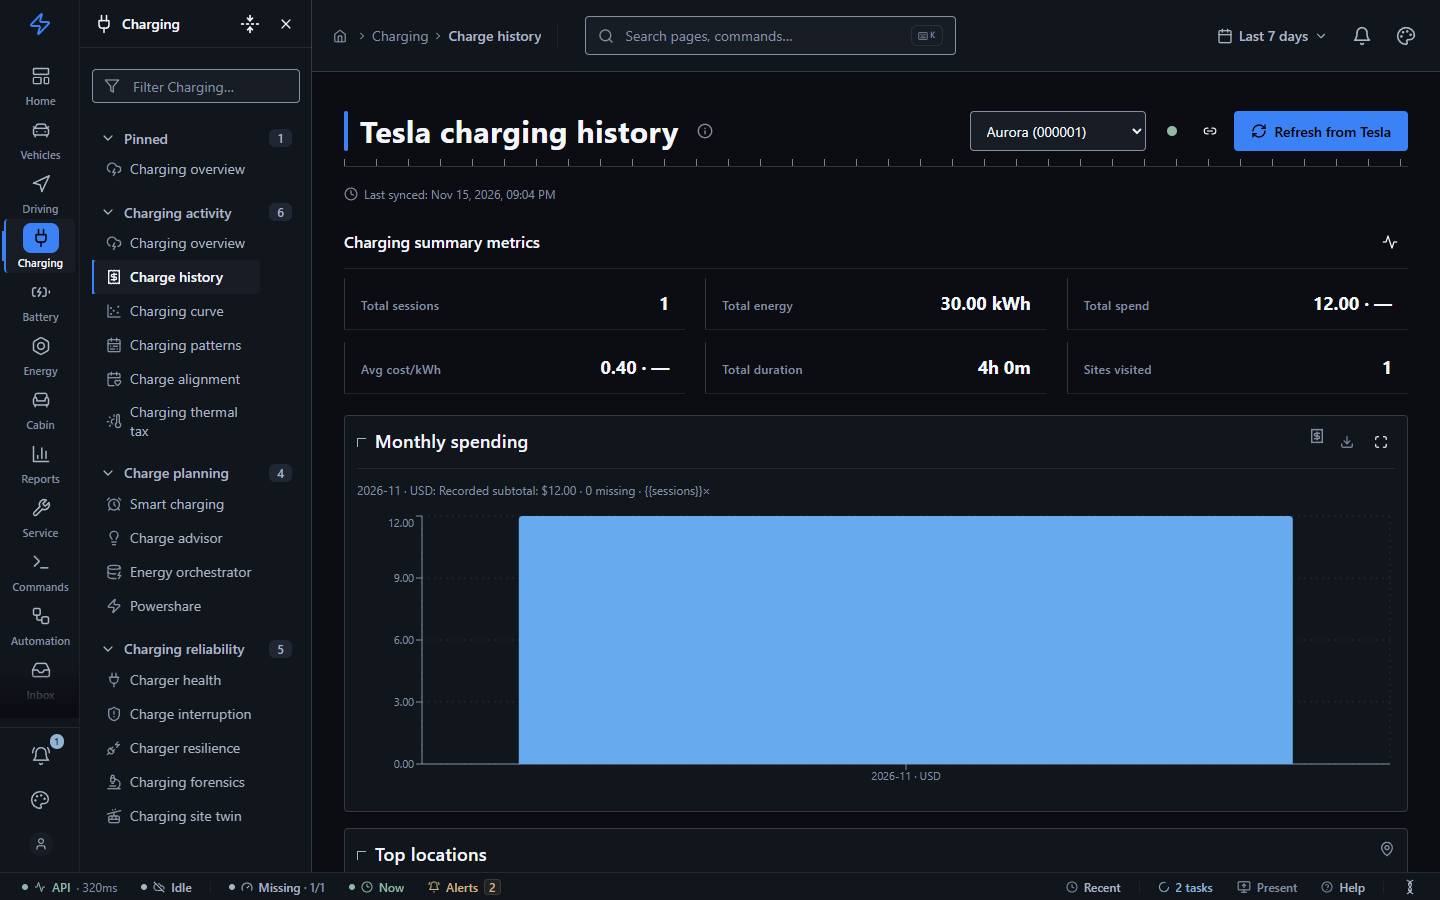 Home
Vehicles
Driving
Charging
Battery
Energy
Cabin
Reports
Service
Commands
Automation
Inbox
1
Charging
Filter Charging...
Pinned 1
Charging overview
Charging activity 6
Charging overview
Charge history
Charging curve
Charging patterns
Charge alignment
Charging thermal
tax
Charge planning 4
Smart charging
Charge advisor
Energy orchestrator
Powershare
Charging reliability 5
Charger health
Charge interruption
Charger resilience
Charging forensics
Charging site twin
Charging Charge history
Search pages, commands... K
Last 7 days
Tesla charging history
Aurora (000001)
Refresh from Tesla
Last synced: Nov 15, 2026, 09:04 PM
Charging summary metrics
Total sessions 1
Total energy 30.00 kWh
Total spend 12.00 · —
Avg cost/kWh 0.40 · —
Total duration 4h 0m
Sites visited 1
Monthly spending
2026-11 · USD: Recorded subtotal: $12.00 · 0 missing · {{sessions}}×
12.00
9.00
6.00
3.00
0.00
2026-11 · USD
Top locations
API · 320ms
Idle
Missing · 1/1
Now
Alerts 2
Recent
2 tasks
Present
Help